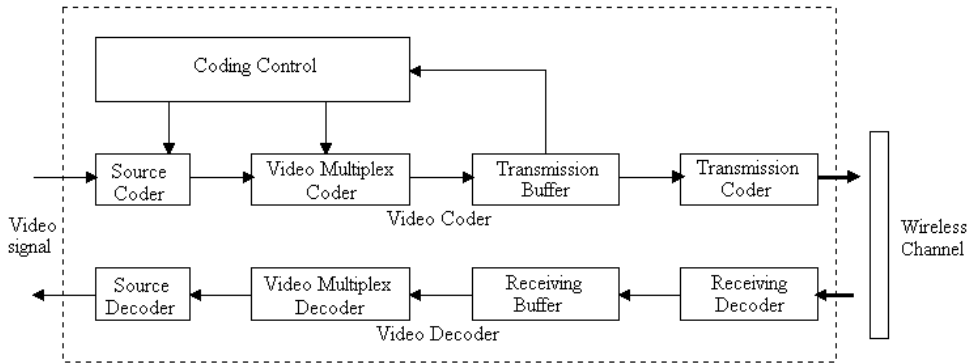 Coding Control
Source
Coder
Video Multiplex
Coder
Transmission
Buffer
Transmission
Coder
Video Coder
Video
signal
Wireless
Channel
Source
Decoder
Video Multiplex
Decoder
Receiving
Buffer
Receiving
Decoder
Video Decoder